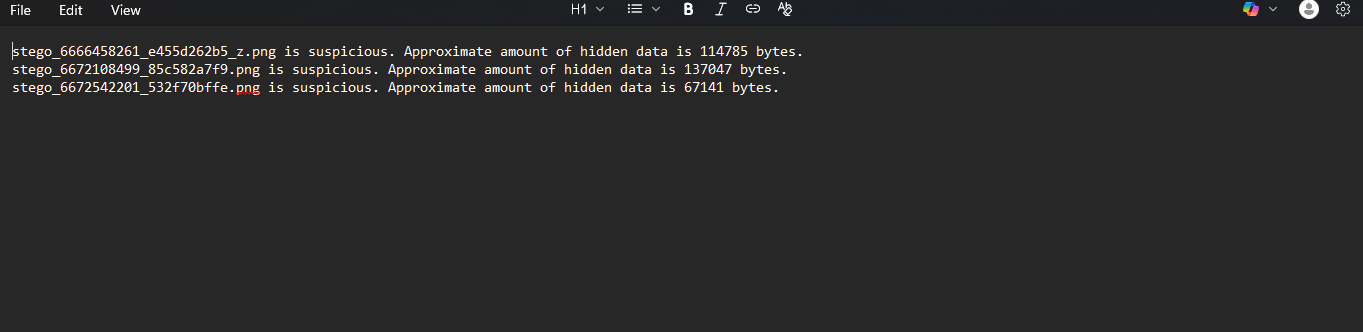 File Edit View H1 B I
stego_6666458261_e455d262b5_z.png is suspicious. Approximate amount of hidden data is 114785 bytes.
stego_6672108499_85c582a7f9.png is suspicious. Approximate amount of hidden data is 137047 bytes.
stego_6672542201_532f70bffe.png is suspicious. Approximate amount of hidden data is 67141 bytes.